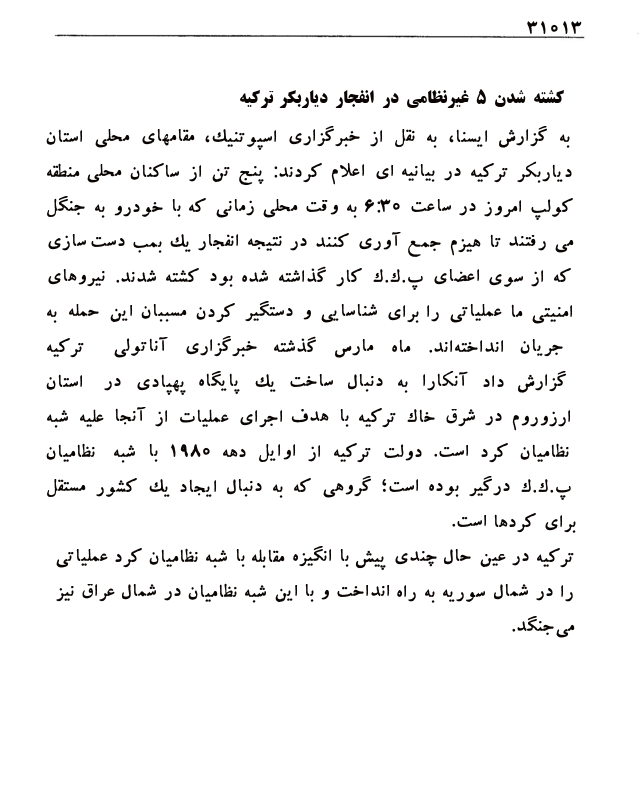 ۳۱۰۱۳
کشته شدن ۵ غیرنظامی در انفجار دیاربکر ترکیه
به گزارش ایسنا، به نقل از خبرگزاری اسپوتنیك، مقامهای محلی استان
دیاربکر ترکیه در بیانیه ای اعلام کردند: پنج تن از ساکنان محلی منطقه
کولپ امروز در ساعت ۶:۳۰ به وقت محلی زمانی که با خودرو به جنگل
می رفتند تا هیزم جمع آوری کنند در نتیجه انفجار یك بمب دست سازی
که از سوی اعضای پ.ك.ك کار گذاشته شده بود کشته شدند. نیروهای
امنیتی ما عملیاتی را برای شناسایی و دستگیر کردن مسببان این حمله به
جریان انداخته‌اند. ماه مارس گذشته خبرگزاری آناتولی ترکیه
گزارش داد آنکارا به دنبال ساخت یك پایگاه پهپادی در استان
ارزوروم در شرق خاك ترکیه با هدف اجرای عملیات از آنجا علیه شبه
نظامیان کرد است. دولت ترکیه از اوایل دهه ۱۹۸۰ با شبه نظامیان
پ.ك.ك درگیر بوده است؛ گروهی که به دنبال ایجاد یك کشور مستقل
برای کردها است.
ترکیه در عین حال چندی پیش با انگیزه مقابله با شبه نظامیان کرد عملیاتی
را در شمال سوریه به راه انداخت و با این شبه نظامیان در شمال عراق نیز
می‌جنگد.